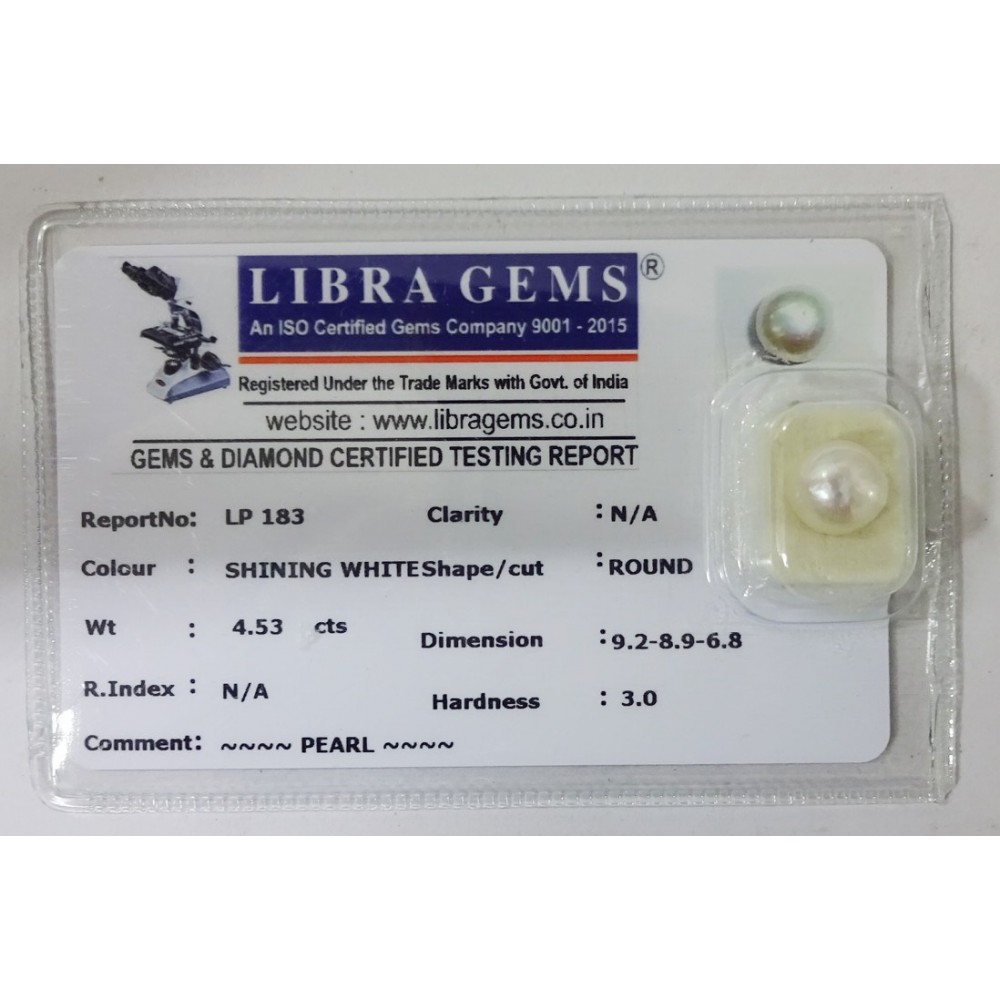 LIBRA GEMS ®
An ISO Certified Gems Company 9001 - 2015
Registered Under the Trade Marks with Govt. of India
website : www.libragems.co.in
GEMS & DIAMOND CERTIFIED TESTING REPORT
ReportNo: LP 183 Clarity : N/A
Colour : SHINING WHITE Shape/cut : ROUND
Wt : 4.53 cts Dimension : 9.2-8.9-6.8
R.Index : N/A Hardness : 3.0
Comment: ~~~~ PEARL ~~~~